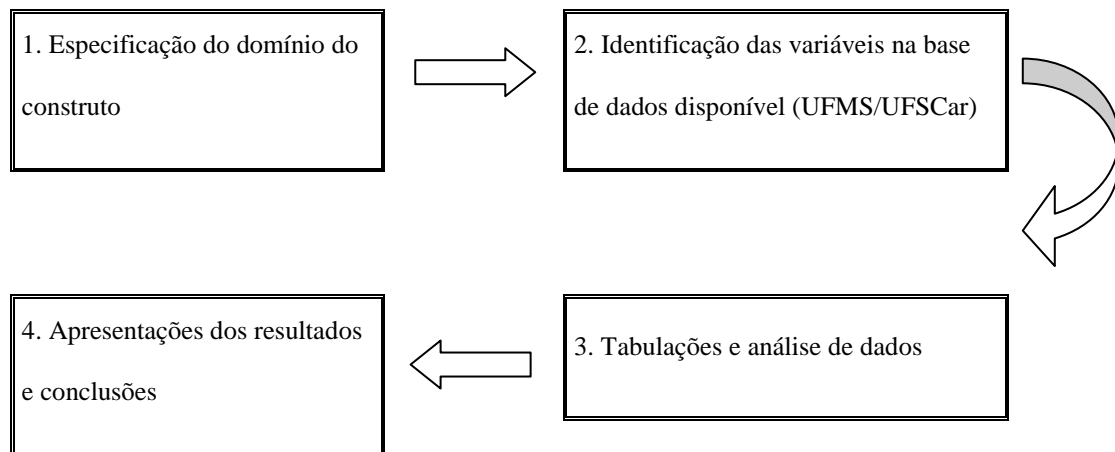 1. Especificação do domínio do
construto
2. Identificação das variáveis na base
de dados disponível (UFMS/UFSCar)
3. Tabulações e análise de dados
4. Apresentações dos resultados
e conclusões